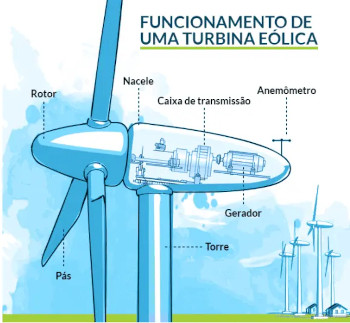 FUNCIONAMENTO DE
UMA TURBINA EÓLICA
Nacele
Rotor
Caixa de transmissão
Anemômetro
Gerador
Torre
Pás